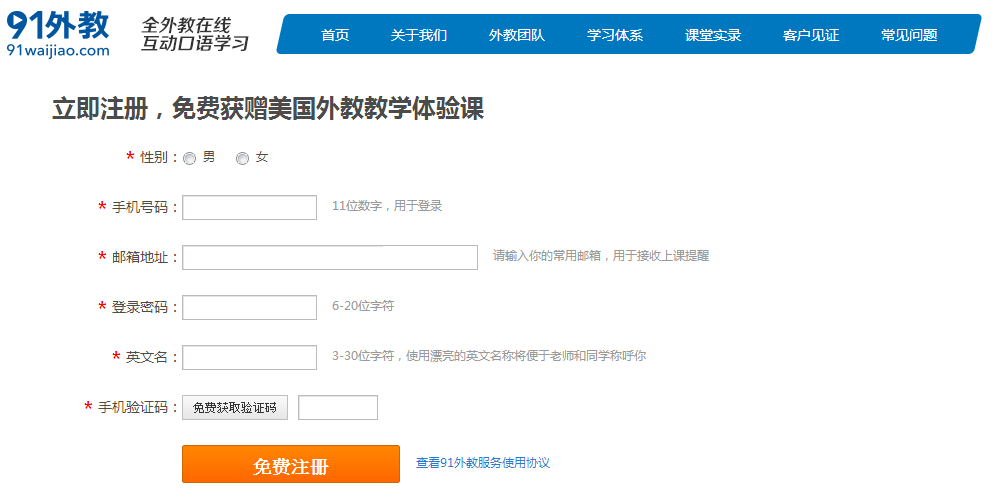 91外教
91waijiao.com
全外教在线
互动口语学习
首页 关于我们 外教团队 学习体系 课堂实录 客户见证 常见问题
立即注册，免费获赠美国外教教学体验课
* 性别： 男 女
* 手机号码： 11位数字，用于登录
* 邮箱地址： 请输入你的常用邮箱，用于接收上课提醒
* 登录密码： 6-20位字符
* 英文名： 3-30位字符，使用漂亮的英文名称将便于老师和同学称呼你
* 手机验证码： 免费获取验证码
免费注册 查看91外教服务使用协议